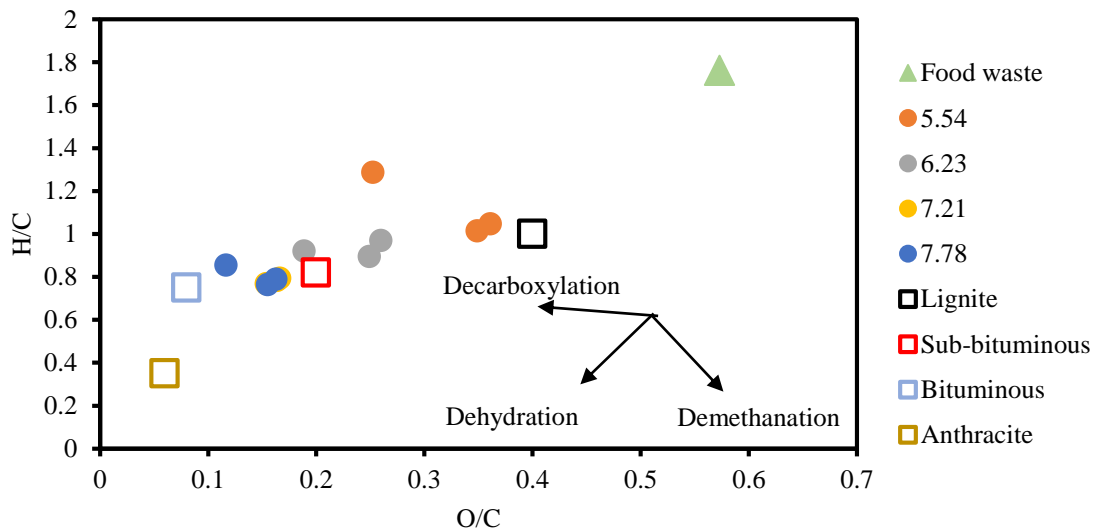 2
1.8
1.6
1.4
1.2
1
0.8
0.6
0.4
0.2
0
H/C
0 0.1 0.2 0.3 0.4 0.5 0.6 0.7
O/C
Decarboxylation
Dehydration
Demethanation
Food waste
5.54
6.23
7.21
7.78
Lignite
Sub-bituminous
Bituminous
Anthracite